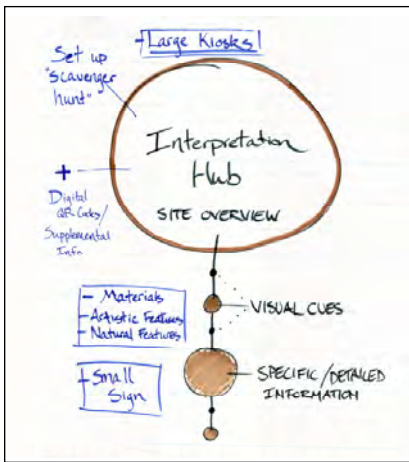 - Large Kiosks
Set up
"scavenger
hunt"
Interpretation
Hub
SITE OVERVIEW
+
Digital
QR-Codes/
Supplemental
Info
- Materials
- Artistic Features
- Natural Features
VISUAL CUES
- Small
Sign
SPECIFIC/DETAILED
INFORMATION